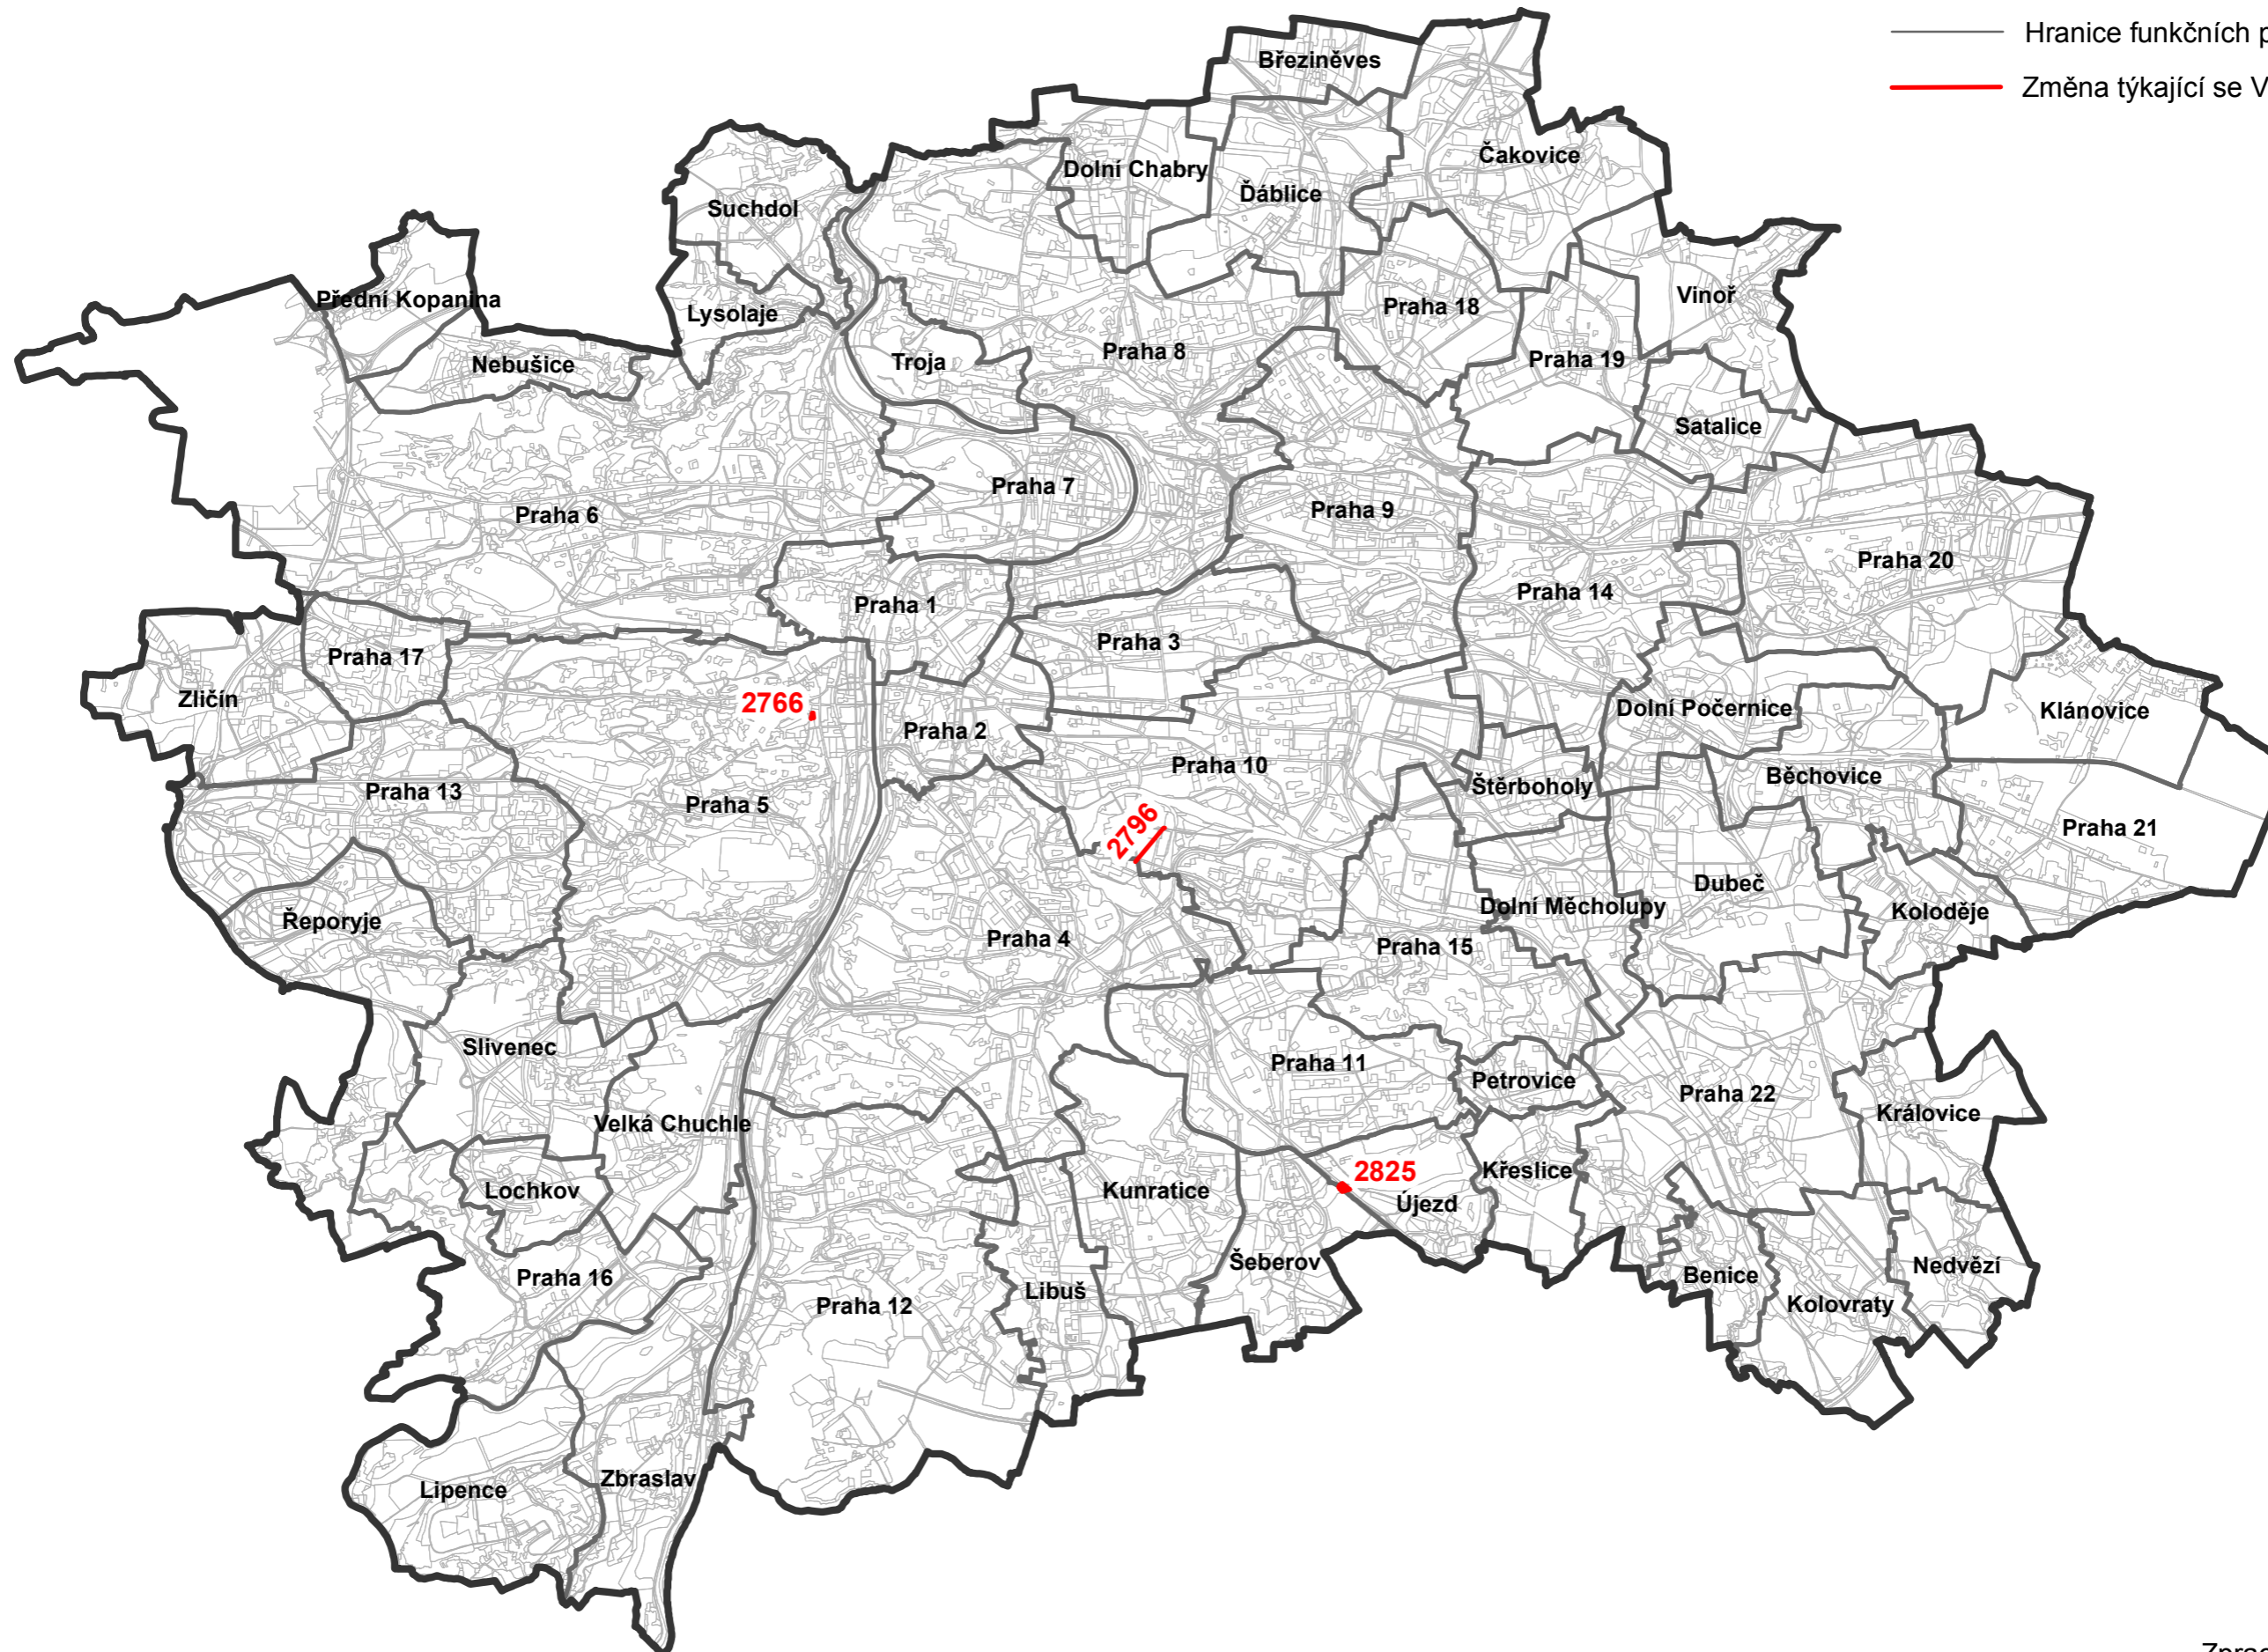 Hranice funkčních p
Změna týkající se V
Březiněves
Čakovice
Dolní Chabry
Ďáblice
Suchdol
Přední Kopanina
Lysolaje
Vinoř
Praha 18
Nebušice
Troja
Praha 8
Praha 19
Satalice
Praha 7
Praha 6
Praha 9
Praha 20
Praha 1
Praha 14
Praha 3
Praha 17
Zličín
2766
Praha 2
Dolní Počernice
Klánovice
Praha 10
Štěrboholy
Běchovice
Praha 13
Praha 5
2796
Praha 21
Dubeč
Řeporyje
Dolní Měcholupy
Koloděje
Praha 4
Praha 15
Slivenec
Praha 11
Petrovice
Praha 22
Královice
Velká Chuchle
Lochkov
Kunratice
2825
Křeslice
Újezd
Praha 16
Šeberov
Libuš
Benice
Nedvězí
Praha 12
Kolovraty
Lipence
Zbraslav
Zprac